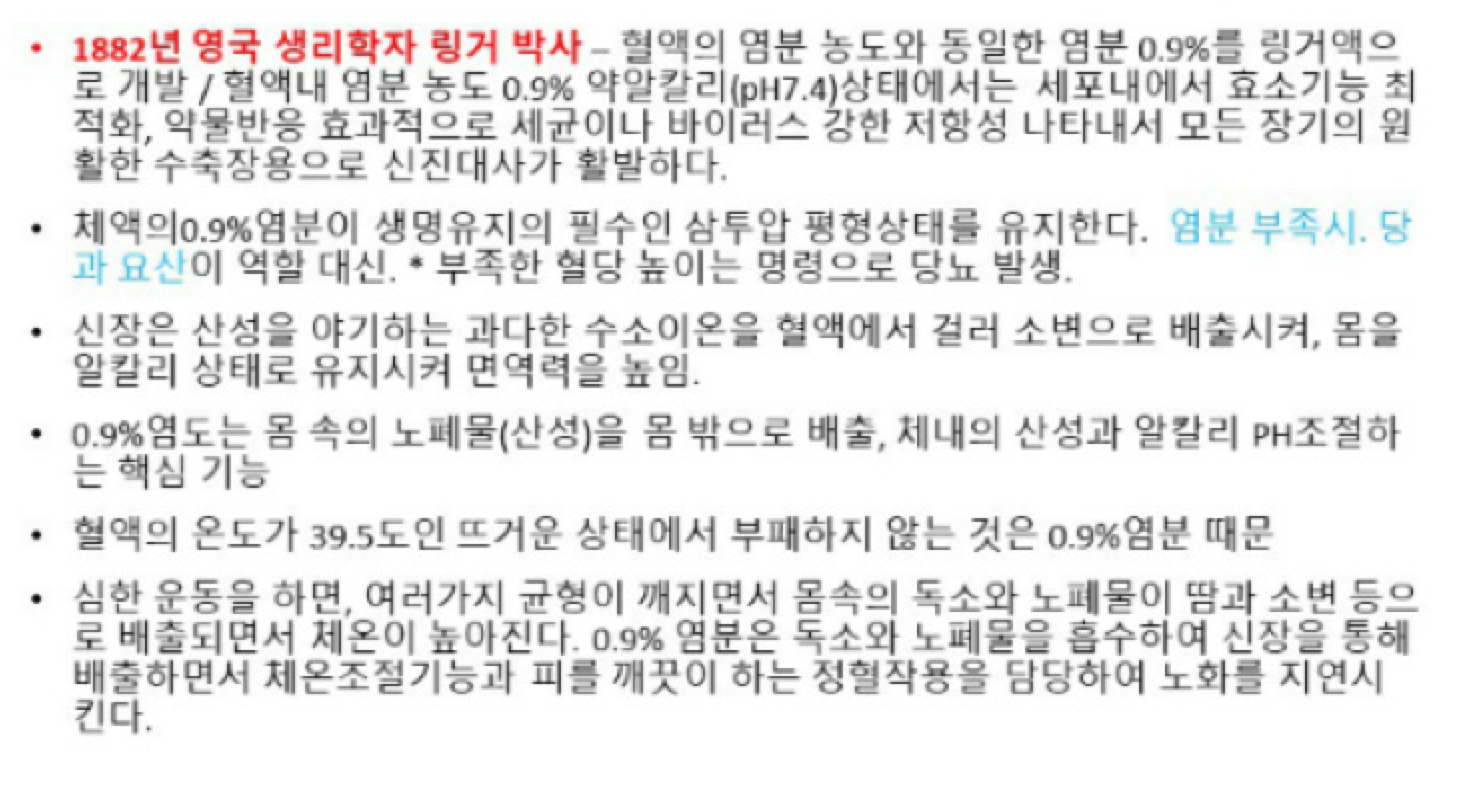 • 1882년 영국 생리학자 링거 박사 – 혈액의 염분 농도와 동일한 염분 0.9%를 링거액으
로 개발 / 혈액내 염분 농도 0.9% 약알칼리(pH7.4)상태에서는 세포내에서 효소기능 최
적화, 약물반응 효과적으로 세균이나 바이러스 강한 저항성 나타내서 모든 장기의 원
활한 수축장용으로 신진대사가 활발하다.
• 체액의0.9%염분이 생명유지의 필수인 삼투압 평형상태를 유지한다. 염분 부족시. 당
과 요산이 역할 대신. * 부족한 혈당 높이는 명령으로 당뇨 발생.
• 신장은 산성을 야기하는 과다한 수소이온을 혈액에서 걸러 소변으로 배출시켜, 몸을
알칼리 상태로 유지시켜 면역력을 높임.
• 0.9%염도는 몸 속의 노폐물(산성)을 몸 밖으로 배출, 체내의 산성과 알칼리 PH조절하
는 핵심 기능
• 혈액의 온도가 39.5도인 뜨거운 상태에서 부패하지 않는 것은 0.9%염분 때문
• 심한 운동을 하면, 여러가지 균형이 깨지면서 몸속의 독소와 노폐물이 땀과 소변 등으
로 배출되면서 체온이 높아진다. 0.9% 염분은 독소와 노폐물을 흡수하여 신장을 통해
배출하면서 체온조절기능과 피를 깨끗이 하는 정혈작용을 담당하여 노화를 지연시
킨다.